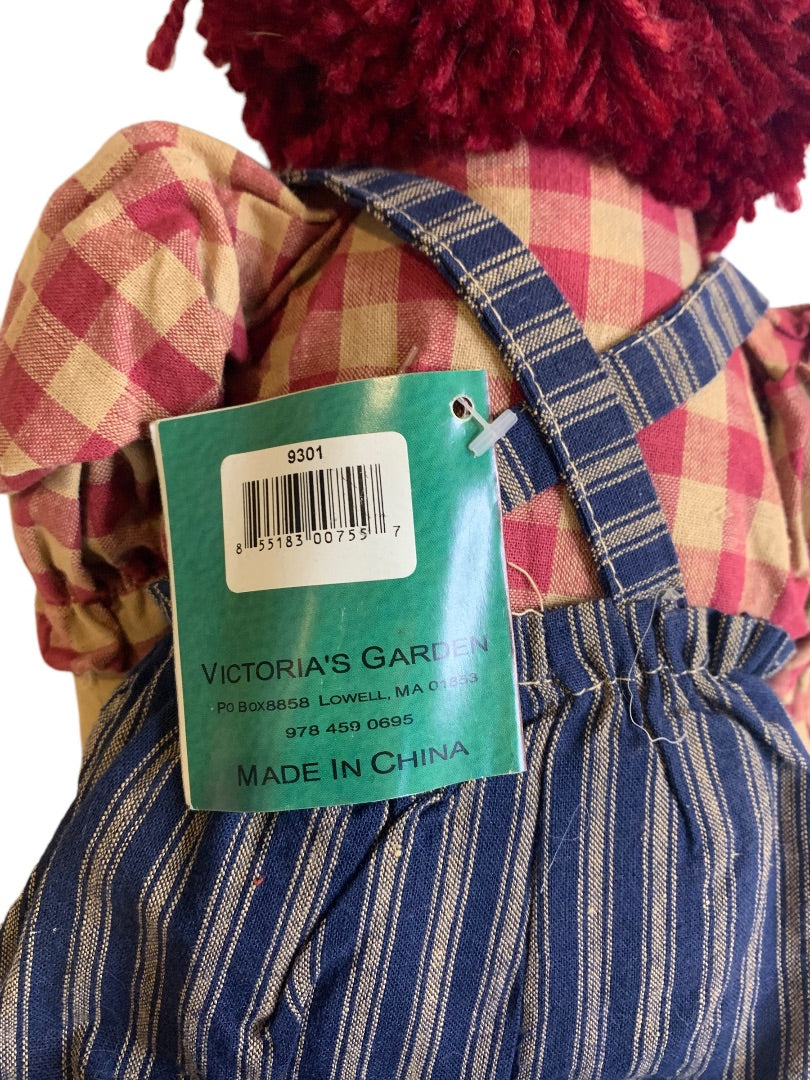 9301
8 55183 00755 7
VICTORIA'S GARDEN
PO BOX8858 LOWELL, MA 01853
978 459 0695
MADE IN CHINA